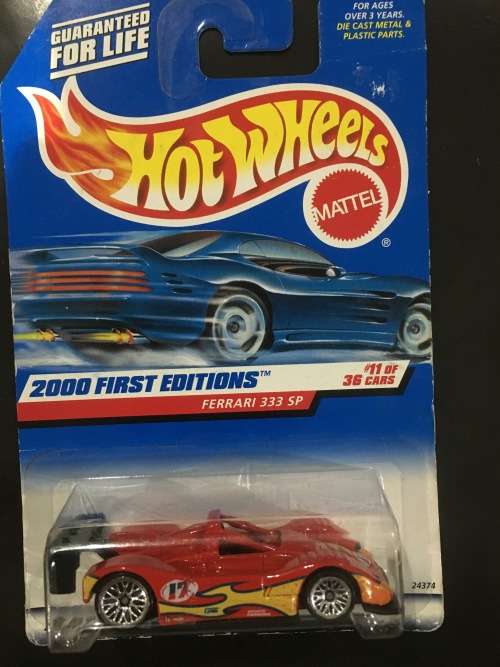 GUARANTEED
FOR LIFE
FOR AGES
OVER 3 YEARS.
DIE CAST METAL &
PLASTIC PARTS.
HOT WHEELS
MATTEL
®
2000 FIRST EDITIONS™
#11 OF
36 CARS
FERRARI 333 SP
24374
17